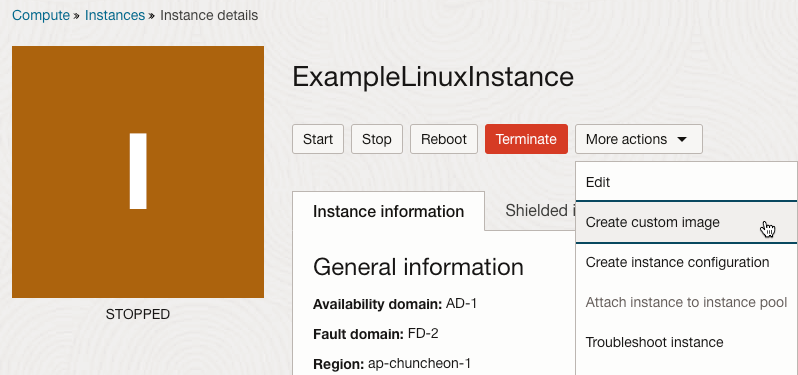 Compute » Instances » Instance details
I
STOPPED
ExampleLinuxInstance
Start Stop Reboot Terminate More actions
Edit
Create custom image
Create instance configuration
Attach instance to instance pool
Troubleshoot instance
Instance information Shielded i
General information
Availability domain: AD-1
Fault domain: FD-2
Region: ap-chuncheon-1